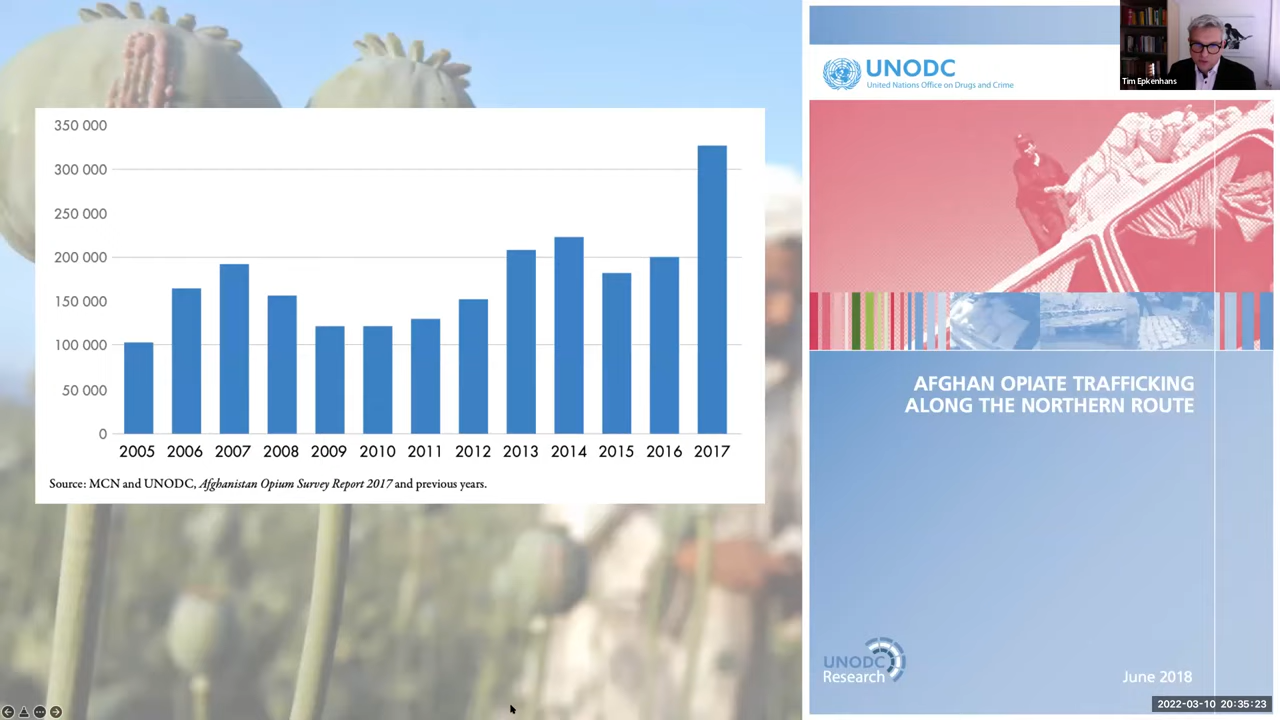 350 000
300 000
250 000
200 000
150 000
100 000
50 000
0
2005 2006 2007 2008 2009 2010 2011 2012 2013 2014 2015 2016 2017
Source: MCN and UNODC, Afghanistan Opium Survey Report 2017 and previous years.
UNODC
United Nations Office on Drugs and Crime
Tim Epkenhans
AFGHAN OPIATE TRAFFICKING
ALONG THE NORTHERN ROUTE
UNODC
Research
June 2018
2022-03-10 20:35:23